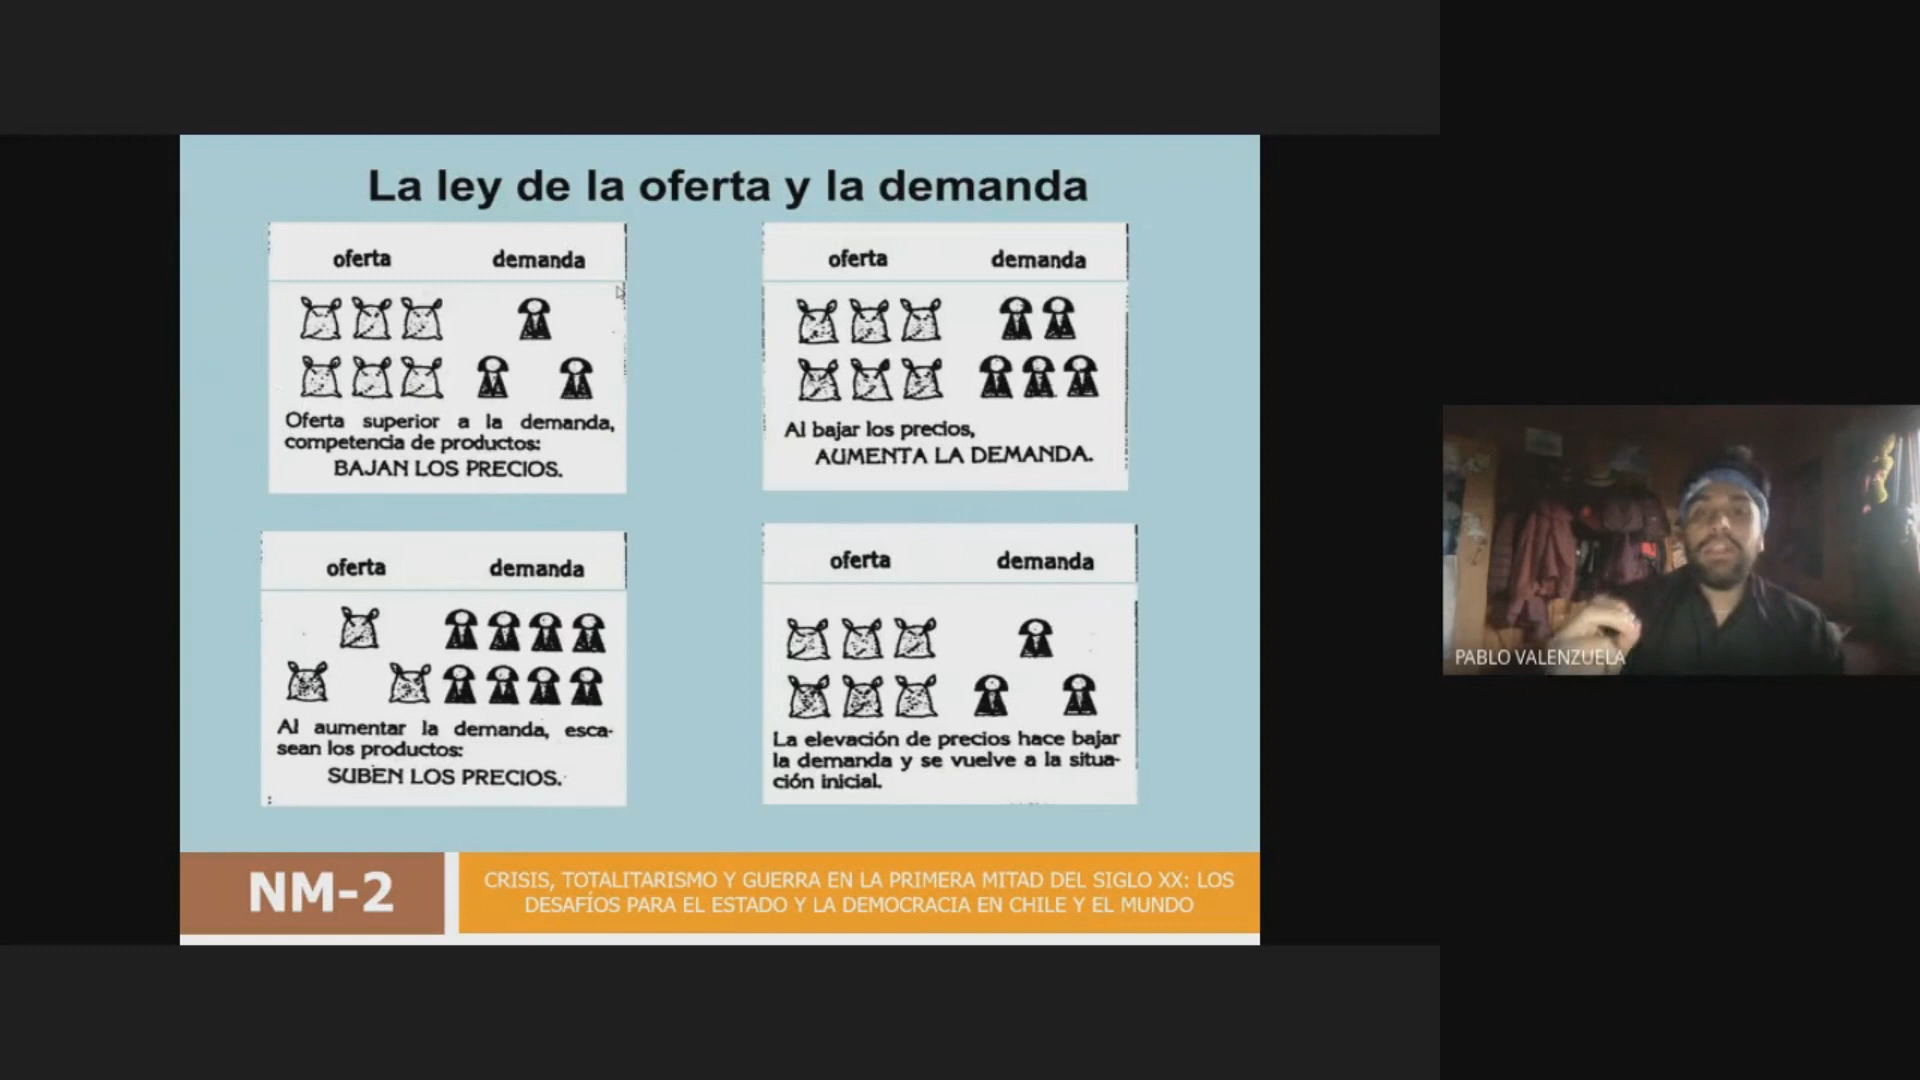 La ley de la oferta y la demanda
oferta demanda
Oferta superior a la demanda,
competencia de productos:
BAJAN LOS PRECIOS.
oferta demanda
Al bajar los precios,
AUMENTA LA DEMANDA.
oferta demanda
Al aumentar la demanda, esca-
sean los productos:
SUBEN LOS PRECIOS.
oferta demanda
La elevación de precios hace bajar
la demanda y se vuelve a la situa-
ción inicial.
NM-2
CRISIS, TOTALITARISMO Y GUERRA EN LA PRIMERA MITAD DEL SIGLO XX: LOS
DESAFÍOS PARA EL ESTADO Y LA DEMOCRACIA EN CHILE Y EL MUNDO
PABLO VALENZUELA